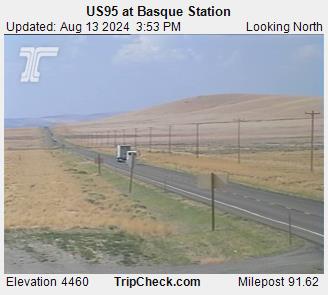 US95 at Basque Station
Updated: Aug 13 2024 3:53 PM Looking North
Elevation 4460 TripCheck.com Milepost 91.62